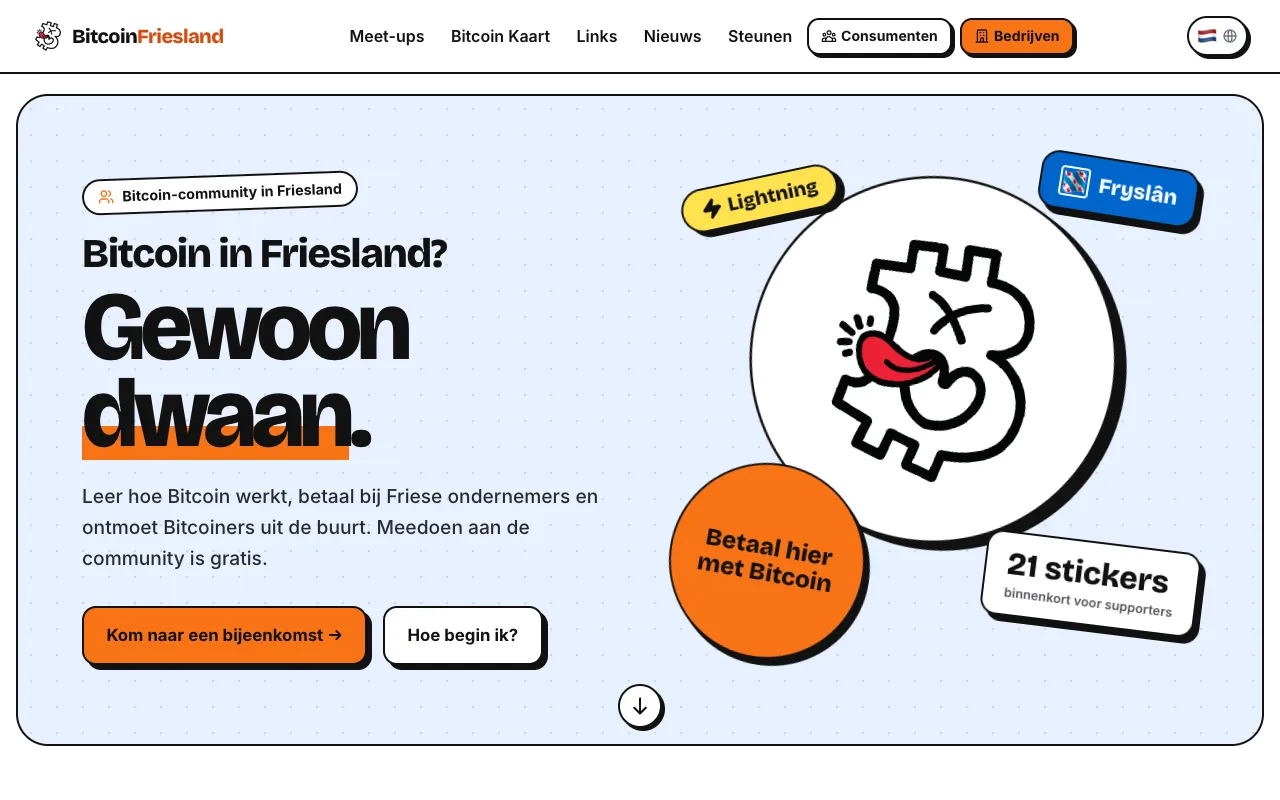 BitcoinFriesland
Meet-ups
Bitcoin Kaart
Links
Nieuws
Steunen
Consumenten
Bedrijven
Bitcoin-community in Friesland
Bitcoin in Friesland?
Gewoon
dwaan.
Leer hoe Bitcoin werkt, betaal bij Friese ondernemers en
ontmoet Bitcoiners uit de buurt. Meedoen aan de
community is gratis.
Kom naar een bijeenkomst →
Hoe begin ik?
Lightning
Fryslân
Betaal hier
met Bitcoin
21 stickers
binnenkort voor supporters